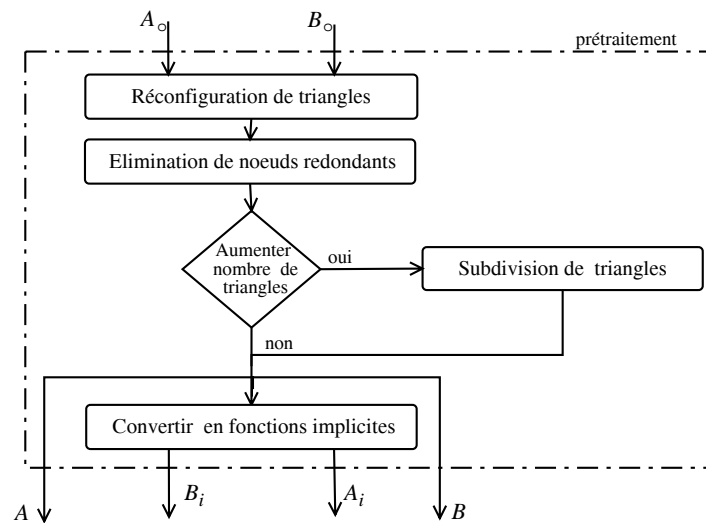 A○ B○
prétraitement
Réconfiguration de triangles
Elimination de noeuds redondants
Aumenter
nombre de
triangles
oui
Subdivision de triangles
non
Convertir en fonctions implicites
A Bi Ai B